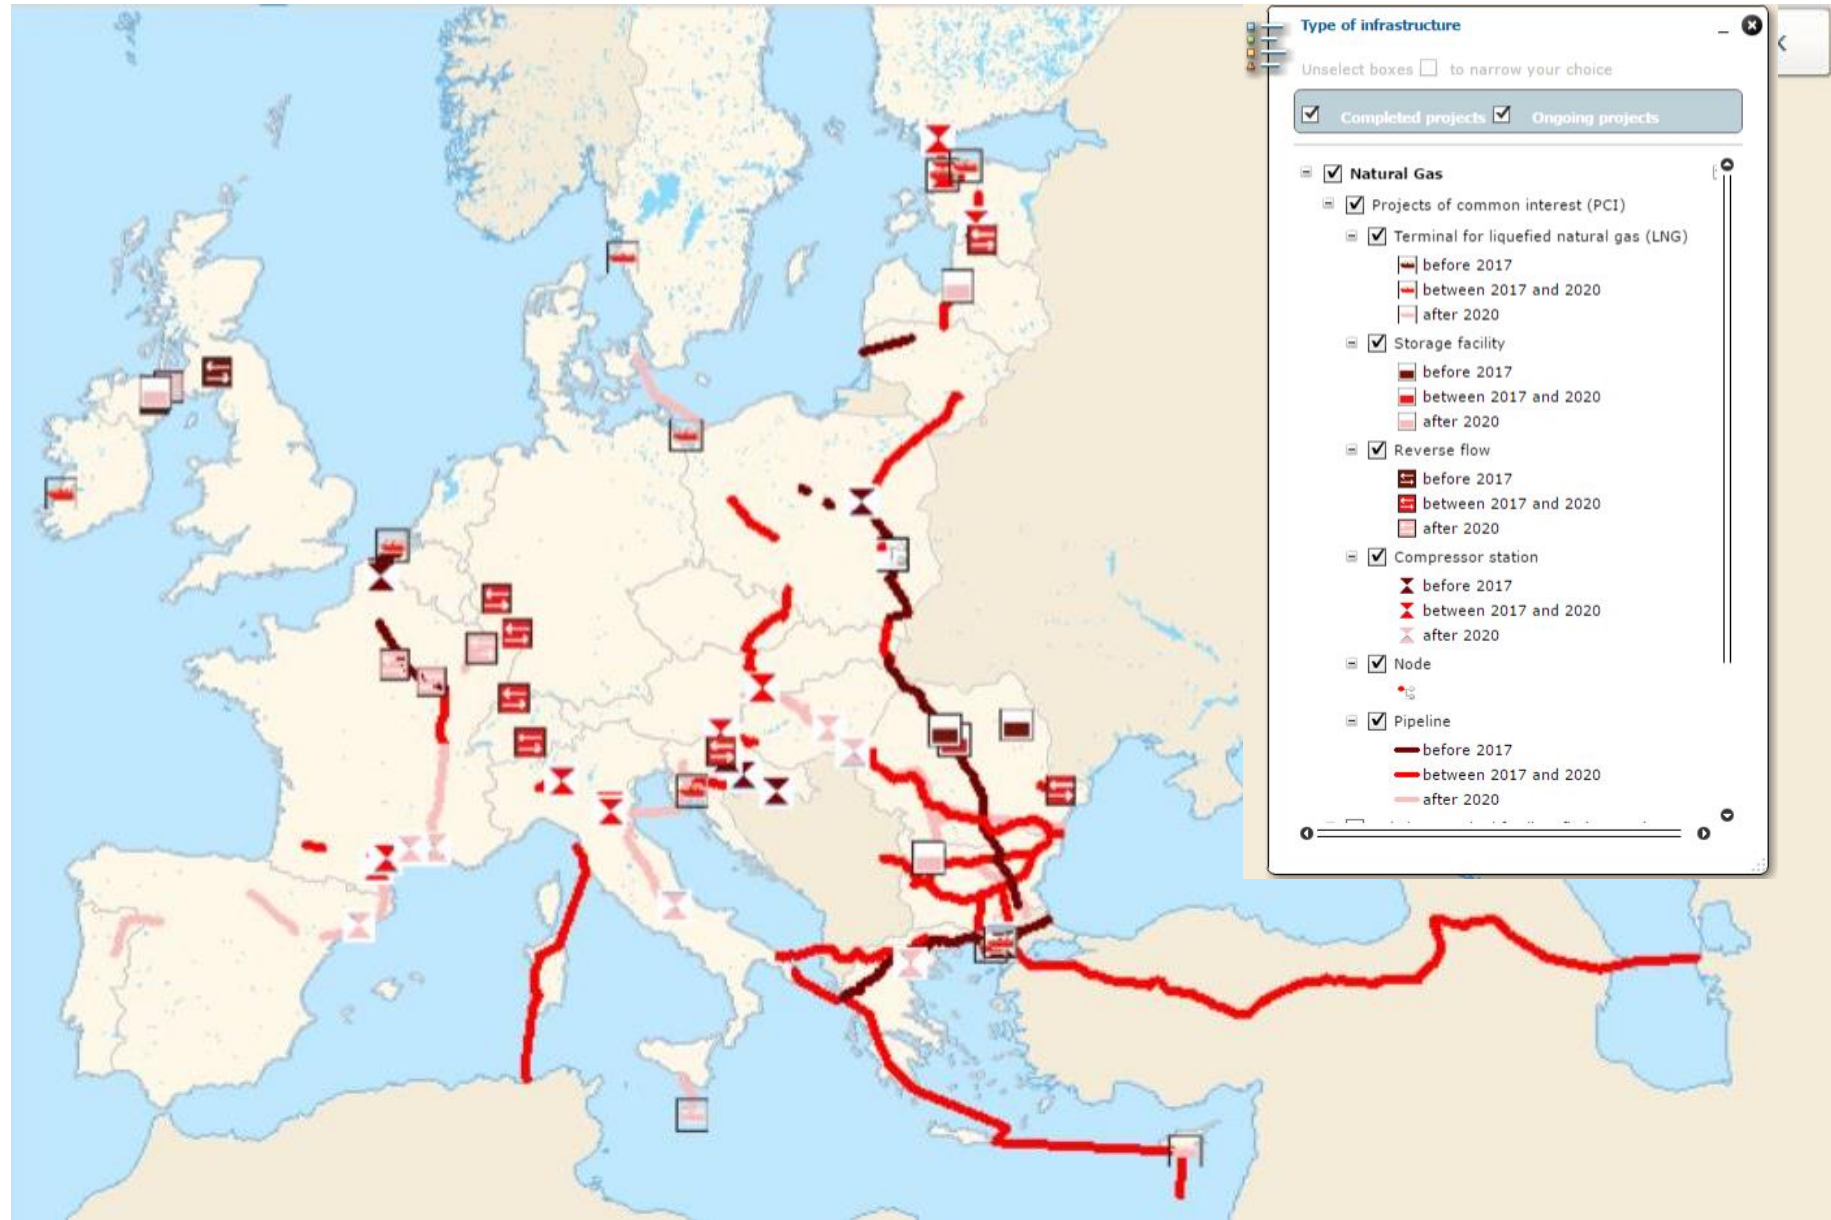 Type of infrastructure
Unselect boxes to narrow your choice
Completed projects Ongoing projects
Natural Gas
Projects of common interest (PCI)
Terminal for liquefied natural gas (LNG)
before 2017
between 2017 and 2020
after 2020
Storage facility
before 2017
between 2017 and 2020
after 2020
Reverse flow
before 2017
between 2017 and 2020
after 2020
Compressor station
before 2017
between 2017 and 2020
after 2020
Node
Pipeline
before 2017
between 2017 and 2020
after 2020